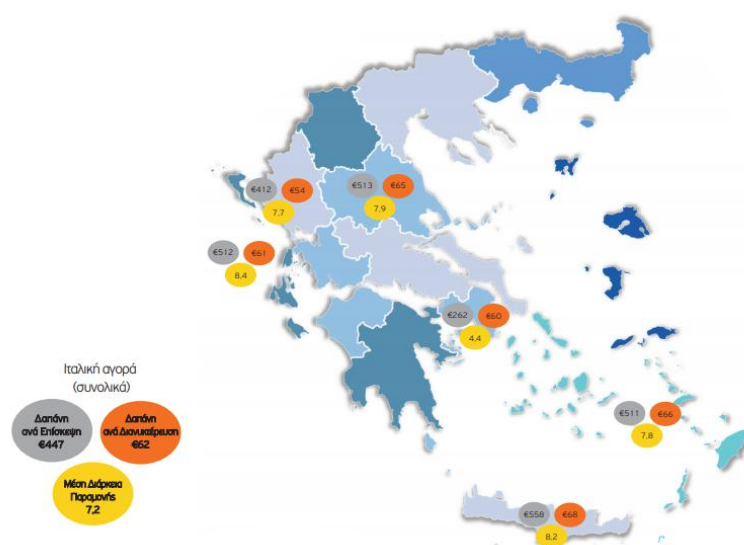 €412
€54
7,7
€513
€65
7,9
€512
€61
8,4
€262
€60
4,4
Ιταλική αγορά
(συνολικά)
Δαπάνη
ανά Επίσκεψη
€447
Δαπάνη
ανά Διανυκτέρευση
€62
Μέση Διάρκεια
Παραμονής
7,2
€511
€66
7,8
€558
€68
8,2